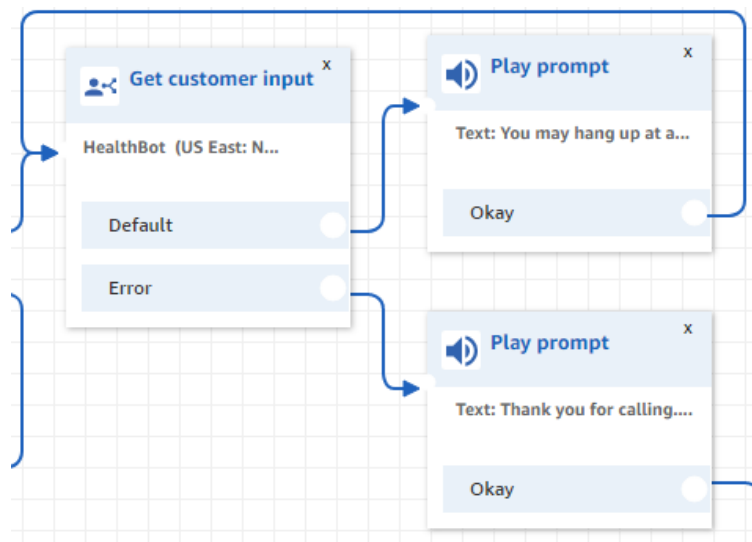 Get customer input
x
HealthBot (US East: N...
Default
Error
Play prompt
x
Text: You may hang up at a...
Okay
Play prompt
x
Text: Thank you for calling....
Okay